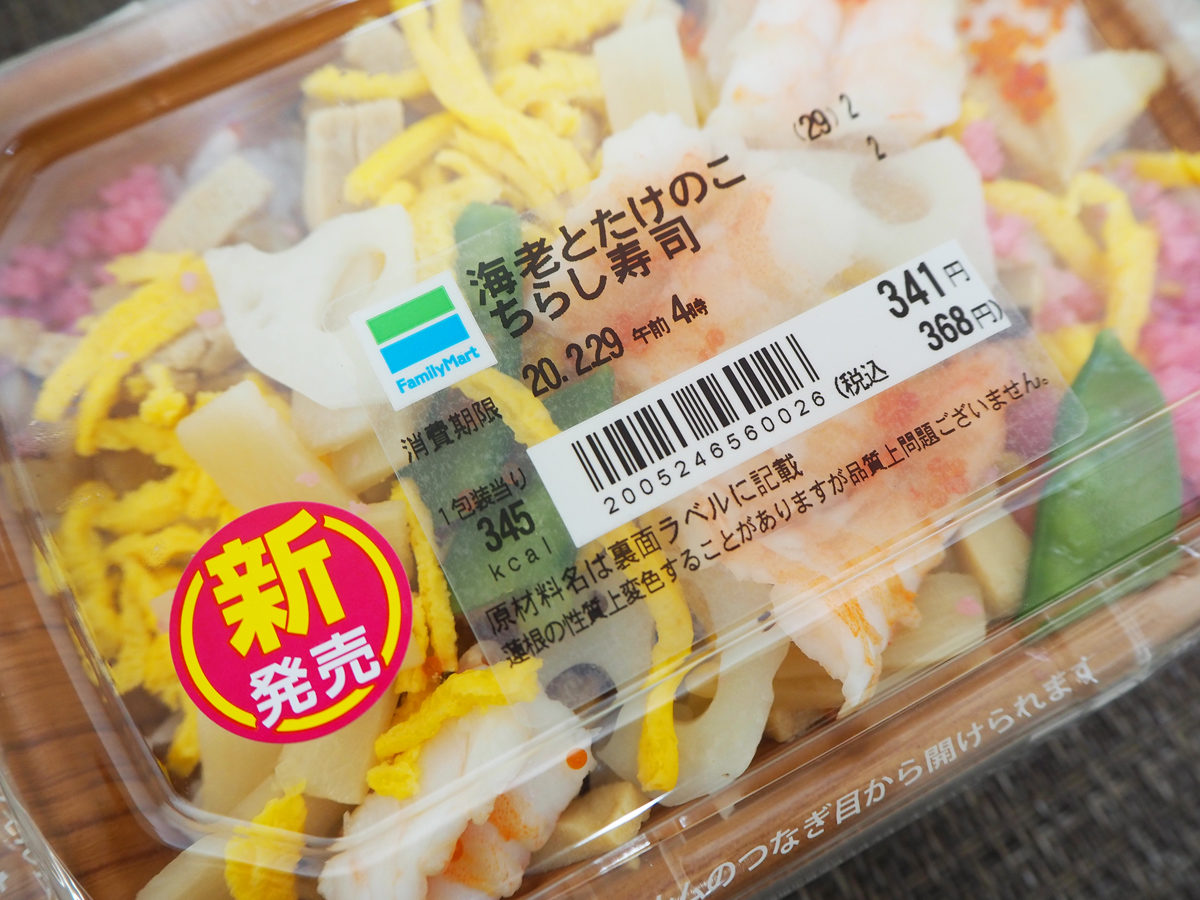 (29) 2
2
海老とたけのこ
ちらし寿司
FamilyMart
消費期限 20. 2.29 午前 4時
341円
(税込 368円)
2005246560026
1包装当り
345
kcal
原材料名は裏面ラベルに記載
蓮根の性質上変色することがありますが品質上問題ございません。
新
発売
ムのつなぎ目から開けられます